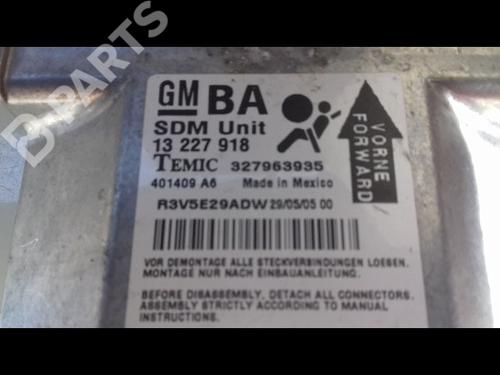 B-PARTS
GM BA
SDM Unit
13 227 918
TEMIC 327963935
401409 A6 Made in Mexico
R3V5E29ADW 29/05/05 00
VORNE
FORWARD
VOR DEMONTAGE ALLE STECKVERBINDUNGEN LOESEN.
MONTAGE NUR NACH EINBAUANLEITUNG.
BEFORE DISASSEMBLY, DETACH ALL CONNECTORS.
ASSEMBLY STRICTLY ACCORDING TO MANUAL
INSTRUCTIONS.